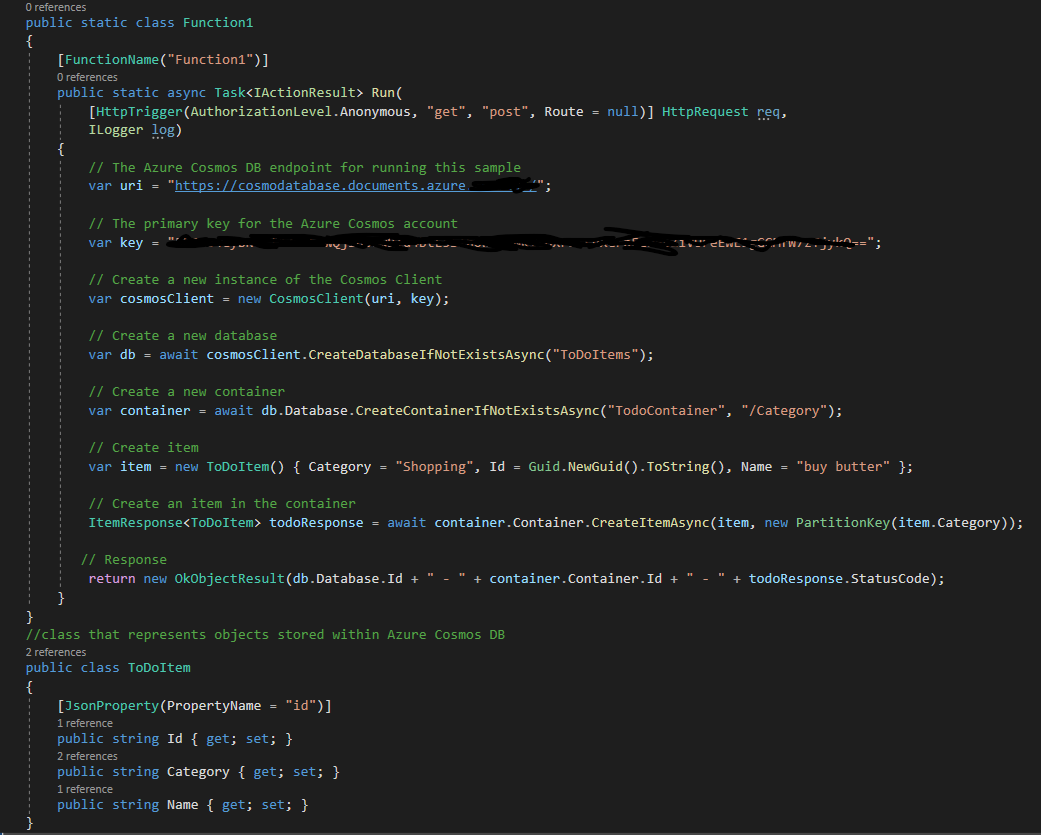 0 references
public static class Function1
{
[FunctionName("Function1")]
0 references
public static async Task<IActionResult> Run(
[HttpTrigger(AuthorizationLevel.Anonymous, "get", "post", Route = null)] HttpRequest req,
ILogger log)
{
// The Azure Cosmos DB endpoint for running this sample
var uri = "https://cosmodatabase.documents.azure.";
// The primary key for the Azure Cosmos account
var key = "";
// Create a new instance of the Cosmos Client
var cosmosClient = new CosmosClient(uri, key);
// Create a new database
var db = await cosmosClient.CreateDatabaseIfNotExistsAsync("ToDoItems");
// Create a new container
var container = await db.Database.CreateContainerIfNotExistsAsync("TodoContainer", "/Category");
// Create item
var item = new ToDoItem() { Category = "Shopping", Id = Guid.NewGuid().ToString(), Name = "buy butter" };
// Create an item in the container
ItemResponse<ToDoItem> todoResponse = await container.Container.CreateItemAsync(item, new PartitionKey(item.Category));
// Response
return new OkObjectResult(db.Database.Id + " - " + container.Container.Id + " - " + todoResponse.StatusCode);
}
}
//class that represents objects stored within Azure Cosmos DB
2 references
public class ToDoItem
{
[JsonProperty(PropertyName = "id")]
1 reference
public string Id { get; set; }
2 references
public string Category { get; set; }
1 reference
public string Name { get; set; }
}